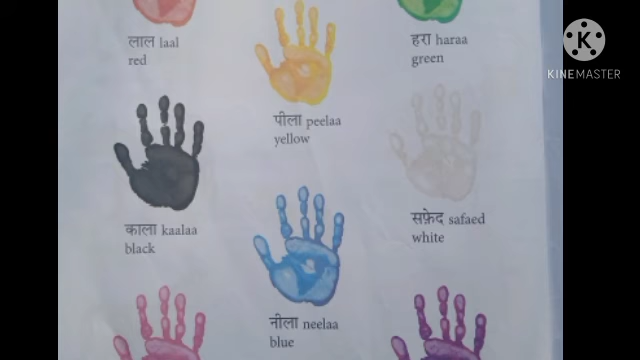 लाल laal
red
हरा haraa
green
पीला peelaa
yellow
काला kaalaa
black
सफ़ेद safaed
white
नीला neelaa
blue
KINEMASTER